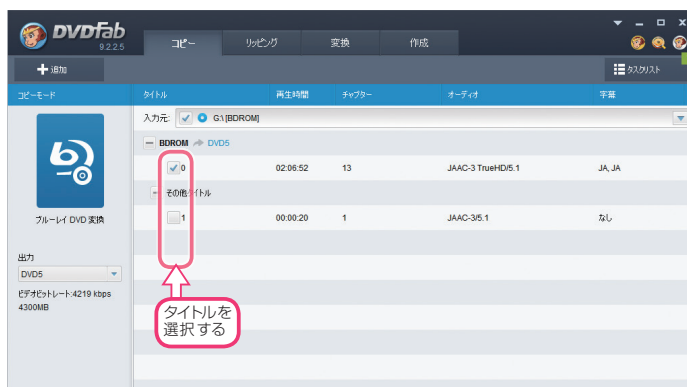 DVDFab
9.2.2.5
コピー リッピング 変換 作成
追加 タスクリスト
コピーモード タイトル 再生時間 チャプター オーディオ 字幕
入力元: G:\ [BDROM]
BDROM DVD5
0 02:06:52 13 JAAC-3 TrueHD/5.1 JA, JA
その他タイトル
1 00:00:20 1 JAAC-3/5.1 なし
ブルーレイ DVD 変換
出力
DVD5
ビデオビットレート:4219 kbps
4300MB
タイトルを
選択する